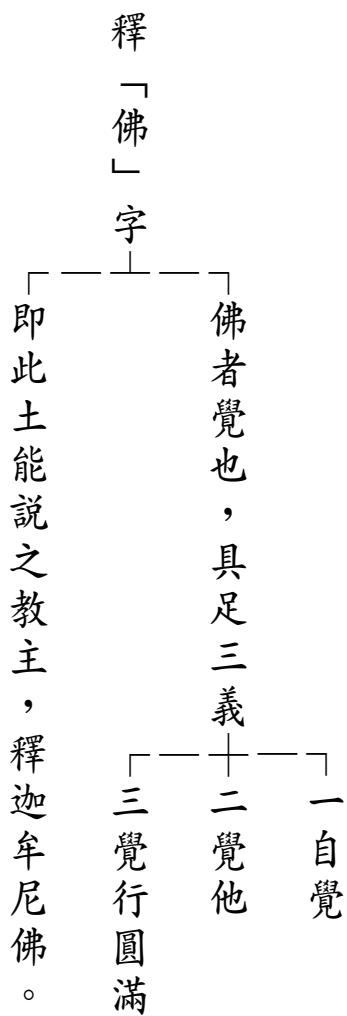 釋「佛」字
佛者覺也，具足三義
一自覺
二覺他
三覺行圓滿
即此土能説之教主，釋迦牟尼佛。